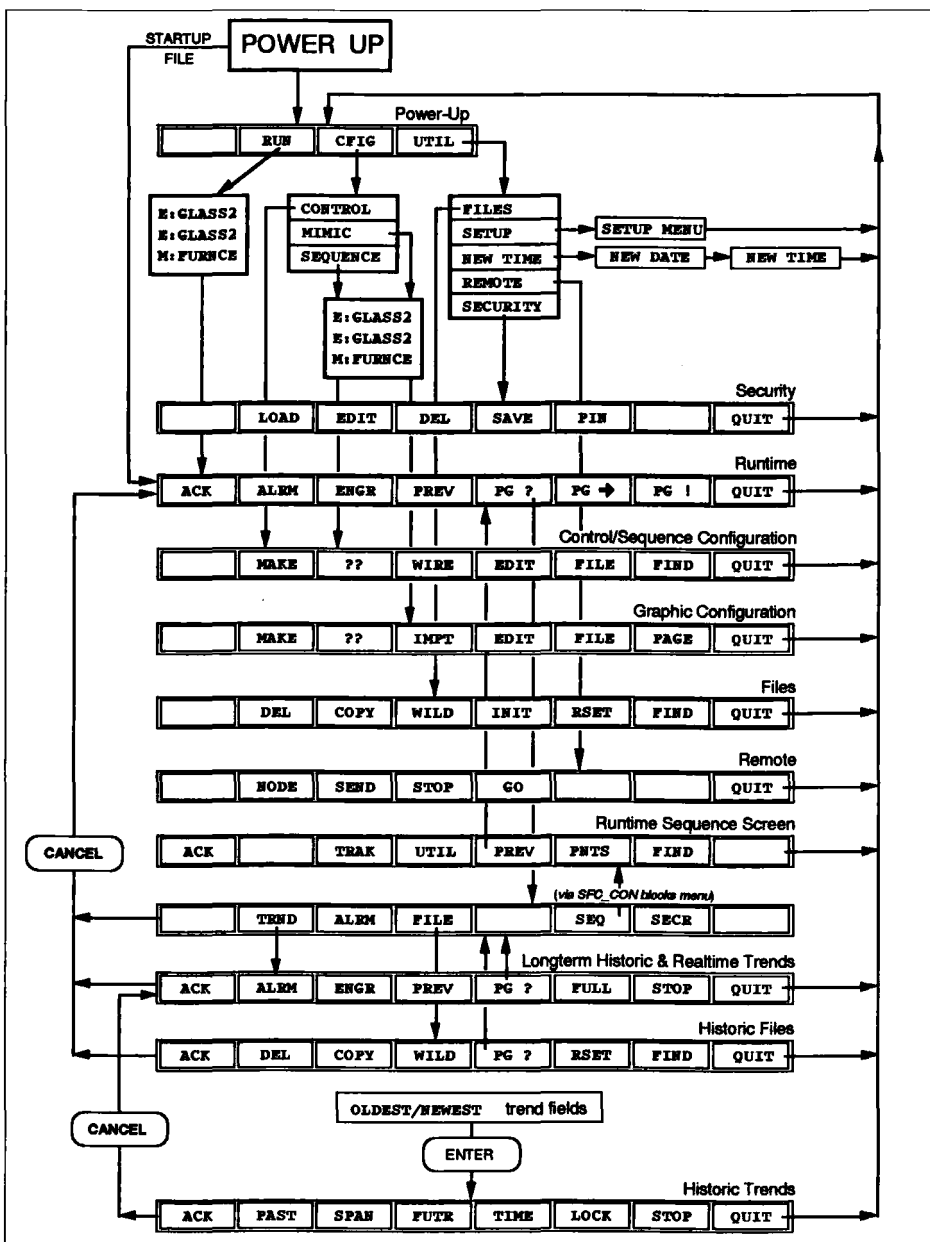 STARTUP
FILE
POWER UP
Power-Up
RUN CFIG UTIL
E:GLASS2
E:GLASS2
M:FURNCE
CONTROL
MIMIC
SEQUENCE
FILES
SETUP
NEW TIME
REMOTE
SECURITY
SETUP MENU
NEW DATE
NEW TIME
E:GLASS2
E:GLASS2
M:FURNCE
Security
LOAD EDIT DEL SAVE PIN QUIT
Runtime
ACK ALRM ENGR PREV PG ? PG ➔ PG ! QUIT
Control/Sequence Configuration
MAKE ?? WIRE EDIT FILE FIND QUIT
Graphic Configuration
MAKE ?? IMPT EDIT FILE PAGE QUIT
Files
DEL COPY WILD INIT RSET FIND QUIT
Remote
NODE SEND STOP GO QUIT
Runtime Sequence Screen
ACK TRAK UTIL PREV PNTS FIND
CANCEL
(via SFC_CON blocks menu)
TRND ALRM FILE SEQ SECR
Longterm Historic & Realtime Trends
ACK ALRM ENGR PREV PG ? FULL STOP QUIT
Historic Files
ACK DEL COPY WILD PG ? RSET FIND QUIT
OLDEST/NEWEST trend fields
CANCEL
ENTER
Historic Trends
ACK PAST SPAN FUTR TIME LOCK STOP QUIT